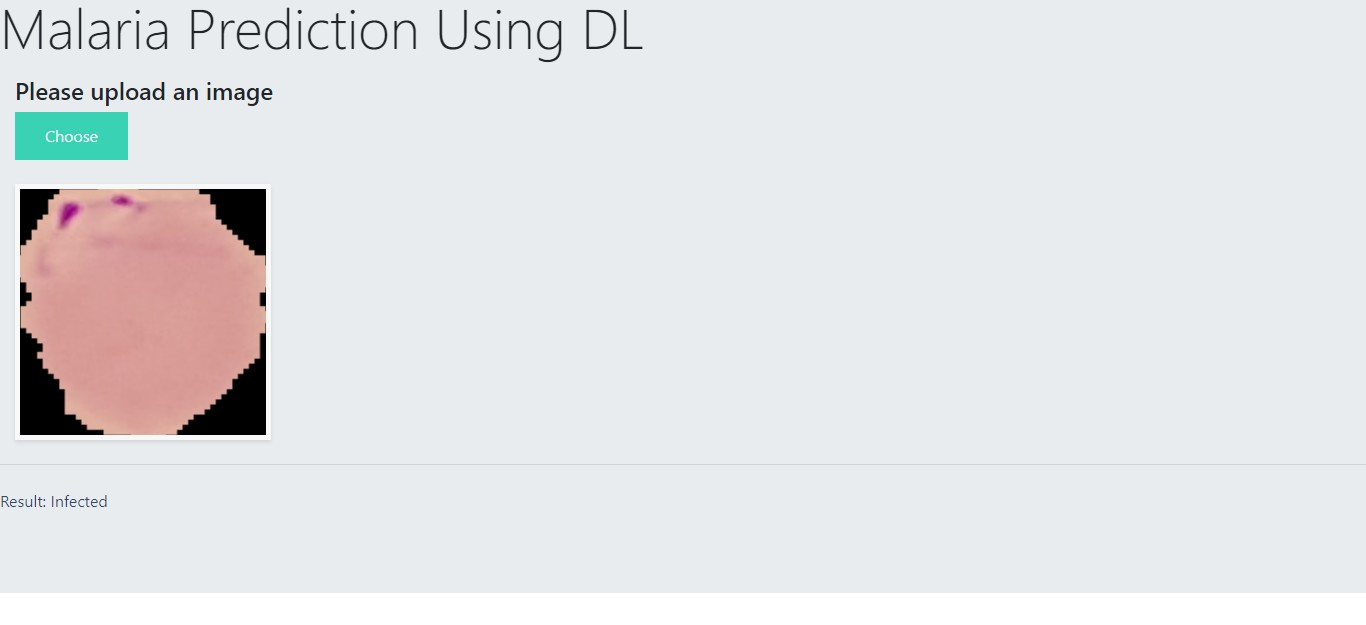 Malaria Prediction Using DL
Please upload an image
Choose
Result: Infected